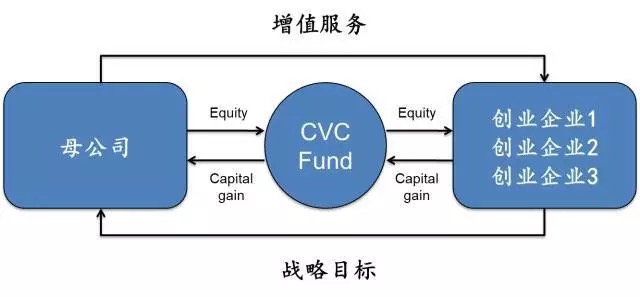 增值服务
母公司
Equity
Capital
gain
CVC
Fund
Equity
Capital
gain
创业企业1
创业企业2
创业企业3
战略目标